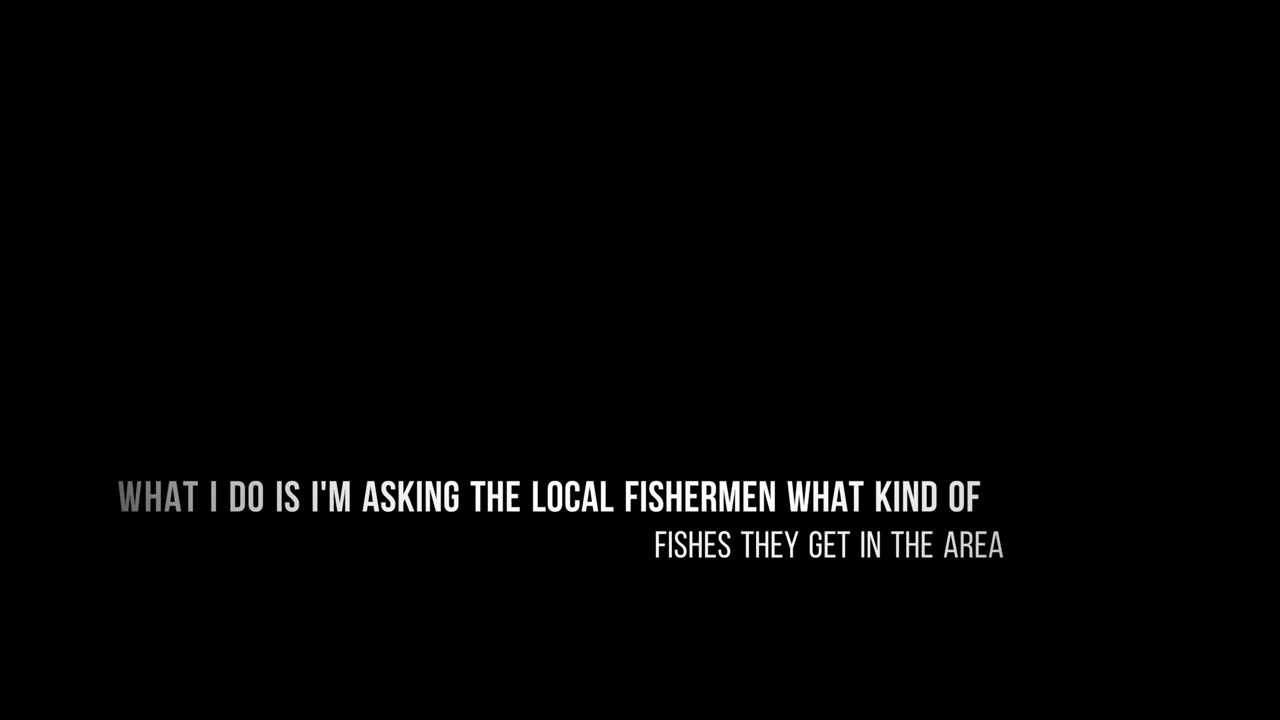 WHAT I DO IS I'M ASKING THE LOCAL FISHERMEN WHAT KIND OF
FISHES THEY GET IN THE AREA